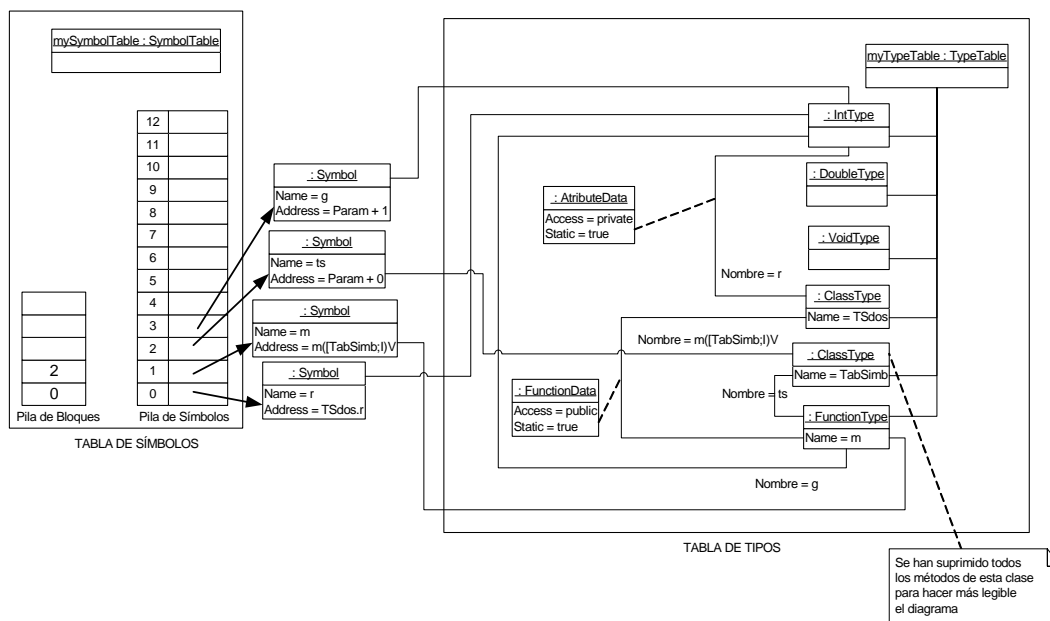 mySymbolTable : SymbolTable
12
11
10
9
8
7
6
5
4
3
2
1
0
2
0
Pila de Bloques
Pila de Símbolos
TABLA DE SÍMBOLOS
: Symbol
Name = g
Address = Param + 1
: Symbol
Name = ts
Address = Param + 0
: Symbol
Name = m
Address = m([TabSimb;I)V
: Symbol
Name = r
Address = TSdos.r
myTypeTable : TypeTable
: IntType
: DoubleType
: AtributeData
Access = private
Static = true
: VoidType
Nombre = r
: ClassType
Name = TSdos
Nombre = m([TabSimb;I)V
: ClassType
Name = TabSimb
: FunctionData
Access = public
Static = true
Nombre = ts
: FunctionType
Name = m
Nombre = g
TABLA DE TIPOS
Se han suprimido todos
los métodos de esta clase
para hacer más legible
el diagrama